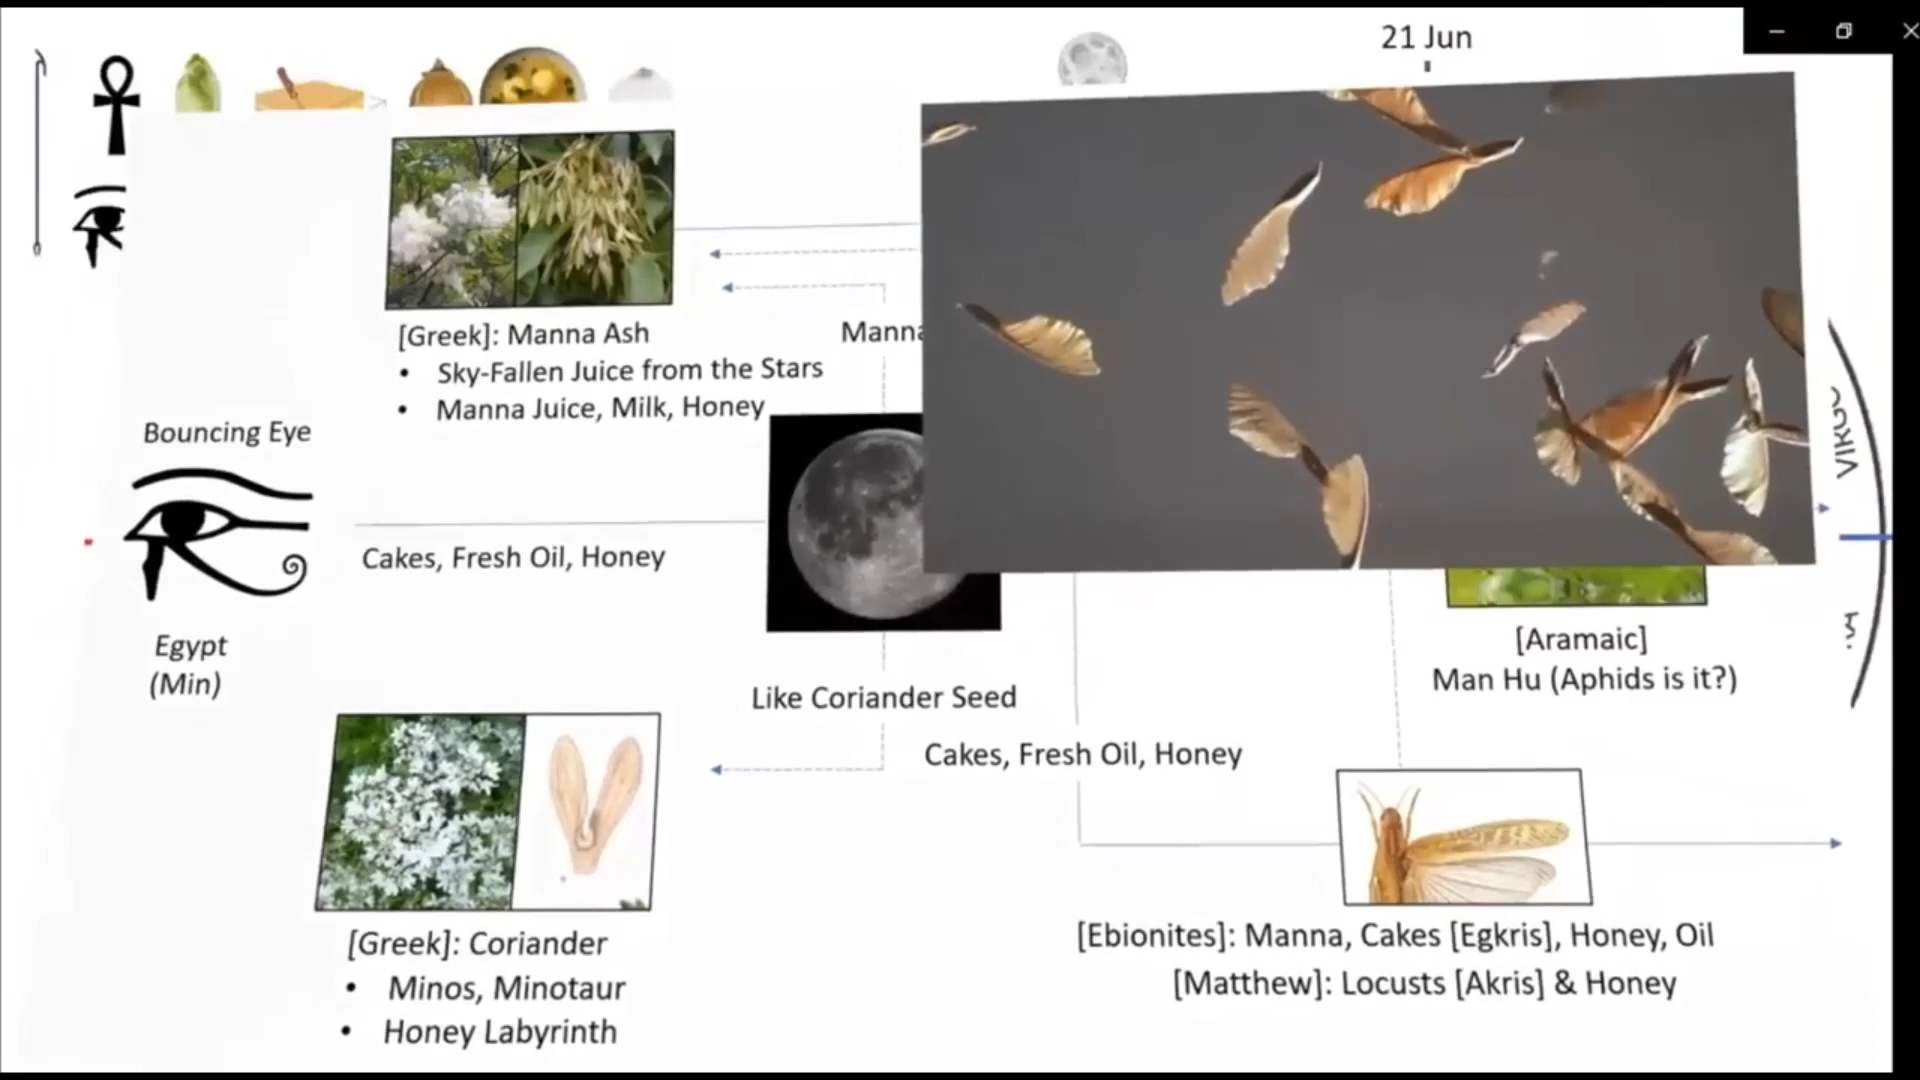 21 Jun
[Greek]: Manna Ash
• Sky-Fallen Juice from the Stars
• Manna Juice, Milk, Honey
Manna
Bouncing Eye
Cakes, Fresh Oil, Honey
Egypt
(Min)
[Aramaic]
Man Hu (Aphids is it?)
Like Coriander Seed
Cakes, Fresh Oil, Honey
[Greek]: Coriander
• Minos, Minotaur
• Honey Labyrinth
[Ebionites]: Manna, Cakes [Egkris], Honey, Oil
[Matthew]: Locusts [Akris] & Honey